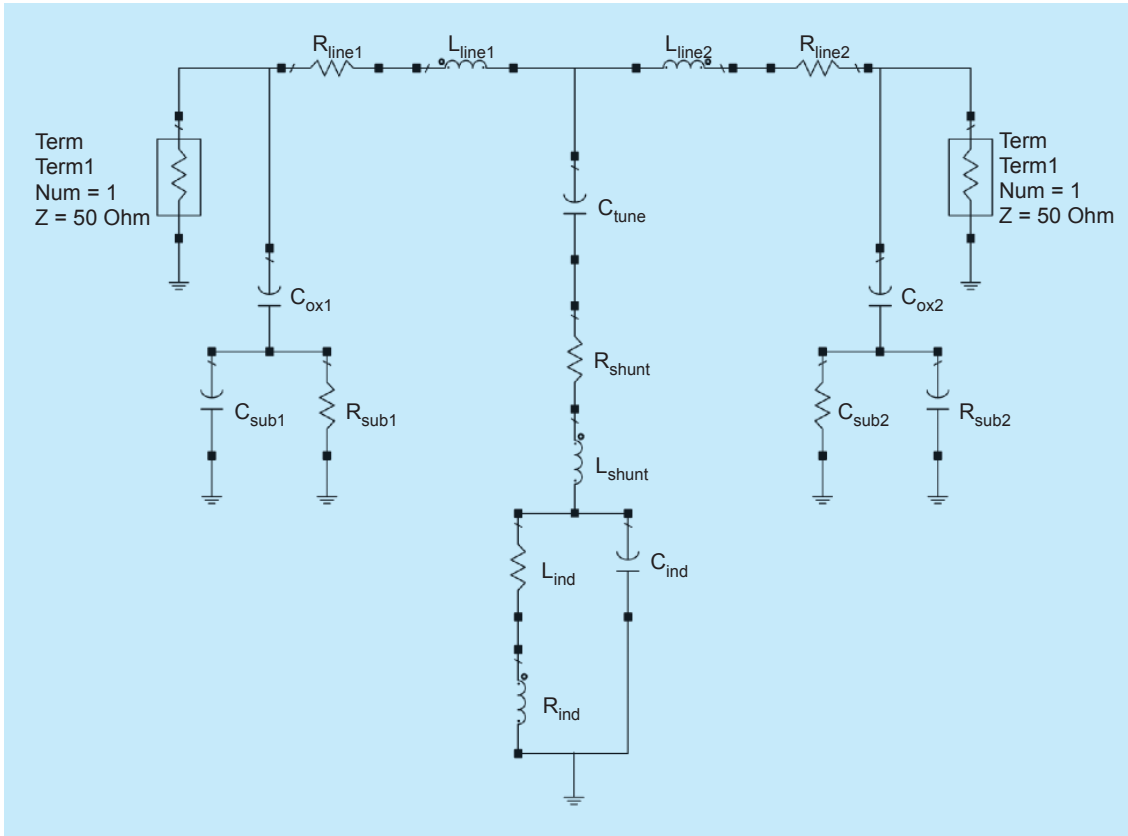 R_line1
L_line1
L_line2
R_line2
Term
Term1
Num = 1
Z = 50 Ohm
C_tune
Term
Term1
Num = 1
Z = 50 Ohm
C_ox1
C_ox2
R_shunt
C_sub1
R_sub1
C_sub2
R_sub2
L_shunt
L_ind
C_ind
R_ind